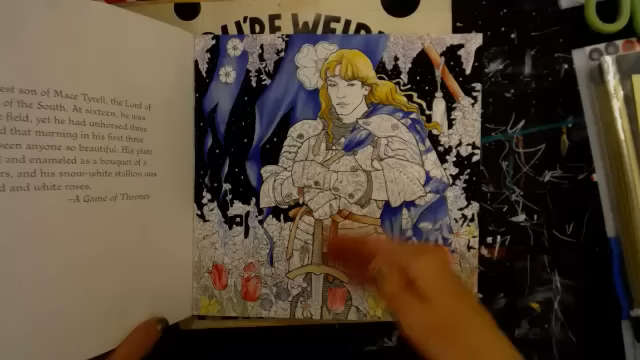 U'RE WEIRD
est son of Mace Tyrell, the Lord of
of the South. At sixteen, he was
field, yet he had unhorsed three
d that morning in his first three
seen anyone so beautiful. His plate
and enameled as a bouquet of a
rs, and his snow-white stallion was
d and white roses.
—A Game of Thrones